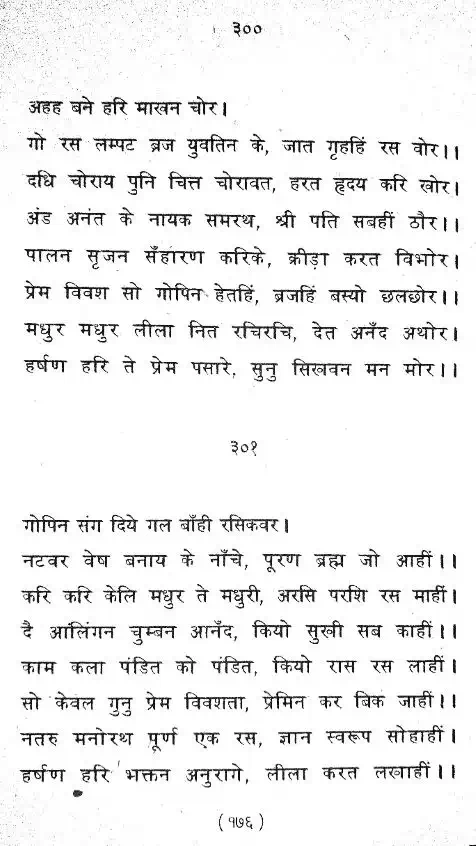 ३००
अहह बने हरि माखन चोर।
गो रस लम्पट ब्रज युवतिन के, जात गृहहिं रस वोर।।
दधि चोराय पुनि चित्त चोरावत, हरत हृदय करि खोर।
अंड अनंत के नायक समरथ, श्री पति सबहीं ठौर।।
पालन सृजन सँहारण करिके, क्रीड़ा करत विभोर।
प्रेम विवश सो गोपिन हेतहिं, ब्रजहिं बस्यो छलछोर।।
मधुर मधुर लीला नित रचिरचि, देत अनँद अथोर।
हर्षण हरि ते प्रेम पसारे, सुनु सिखवन मन मोर।।
३०१
गोपिन संग दिये गल बाँही रसिकवर।
नटवर वेष बनाय के नाँचे, पूरण ब्रह्म जो आहीं।।
करि करि केलि मधुर ते मधुरी, अरसि परशि रस माहीं।
दै आलिंगन चुम्बन आनँद, कियो सुखी सब काहीं।।
काम कला पंडित को पंडित, कियो रास रस लाहीं।
सो केवल गुनु प्रेम विवशता, प्रेमिन कर बिक जाहीं।।
नतरु मनोरथ पूर्ण एक रस, ज्ञान स्वरूप सोहाहीं।
हर्षण हरि भक्तन अनुरागे, लीला करत लखाहीं।।
(१७६)